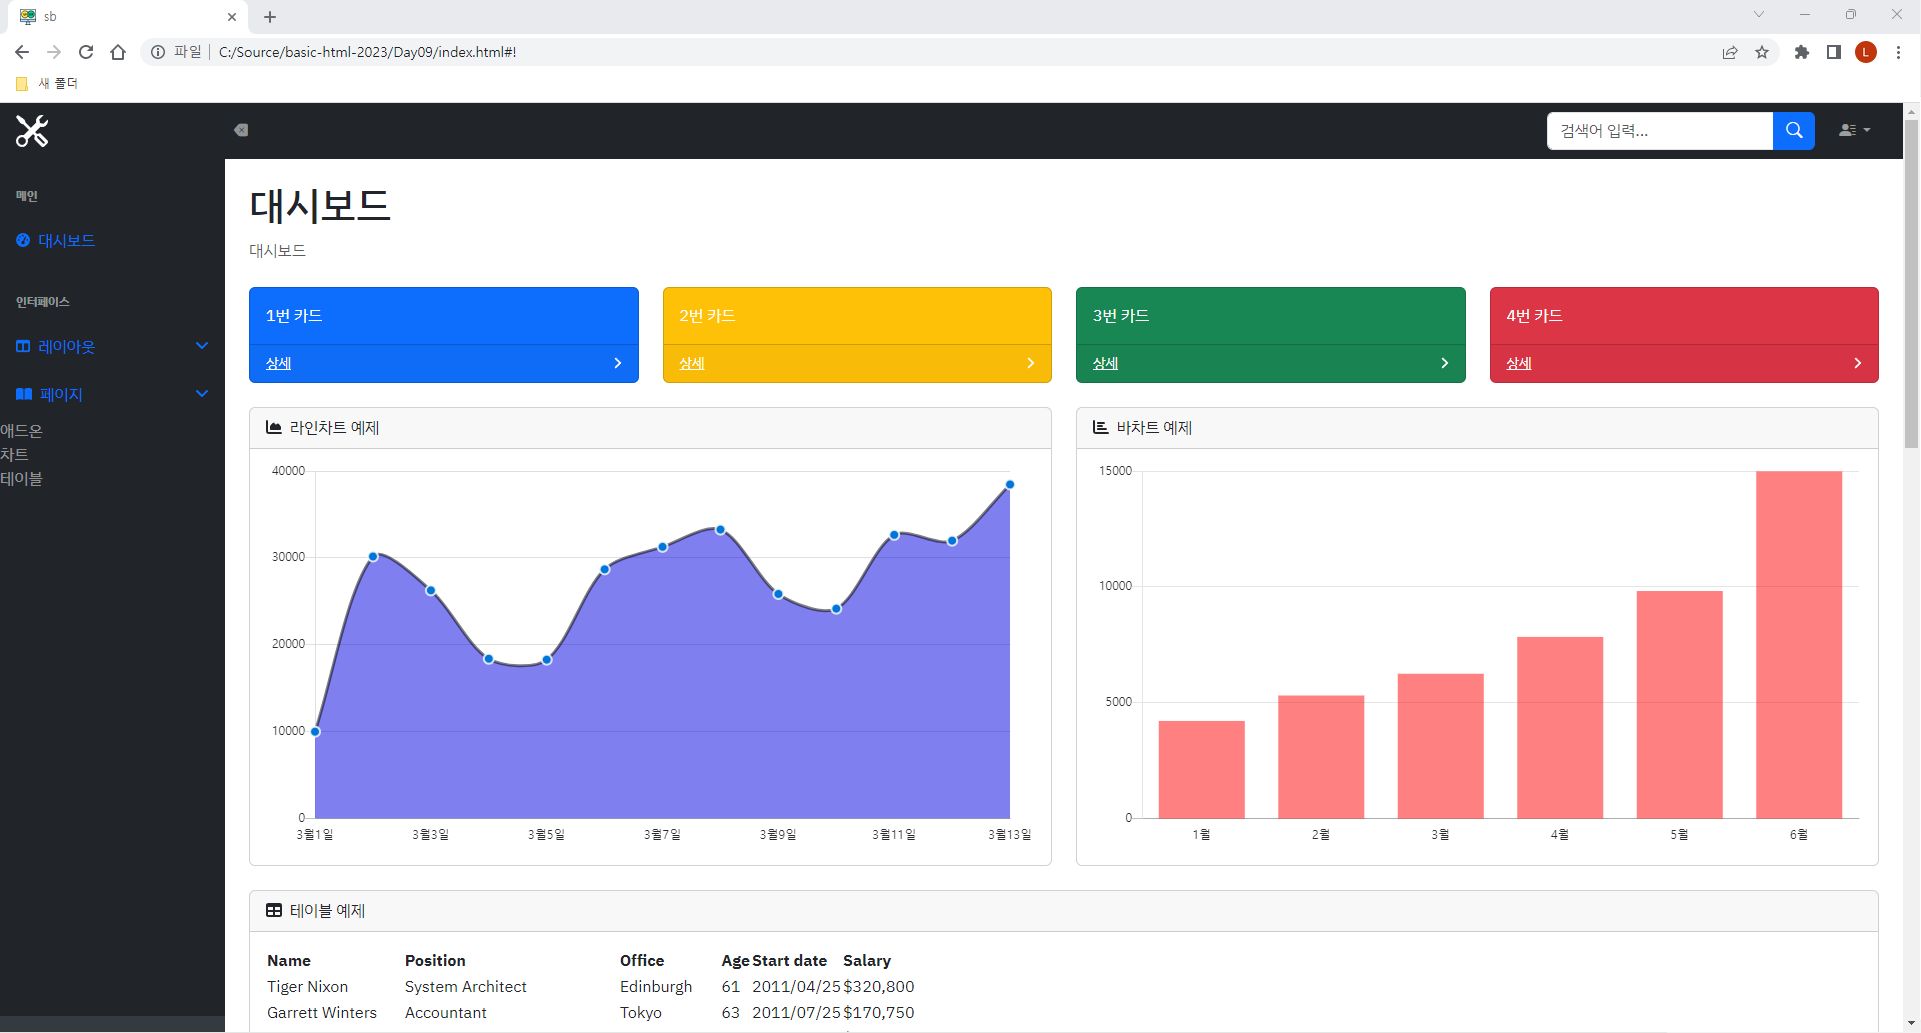 sb
파일 C:/Source/basic-html-2023/Day09/index.html#!
L
새 폴더
검색어 입력...
메인
대시보드
인터페이스
레이아웃
페이지
애드온
차트
테이블
대시보드
대시보드
1번 카드
상세
2번 카드
상세
3번 카드
상세
4번 카드
상세
라인차트 예제
40000
30000
20000
10000
0
3월1일 3월3일 3월5일 3월7일 3월9일 3월11일 3월13일
바차트 예제
15000
10000
5000
0
1월 2월 3월 4월 5월 6월
테이블 예제
Name Position Office Age Start date Salary
Tiger Nixon System Architect Edinburgh 61 2011/04/25 $320,800
Garrett Winters Accountant Tokyo 63 2011/07/25 $170,750